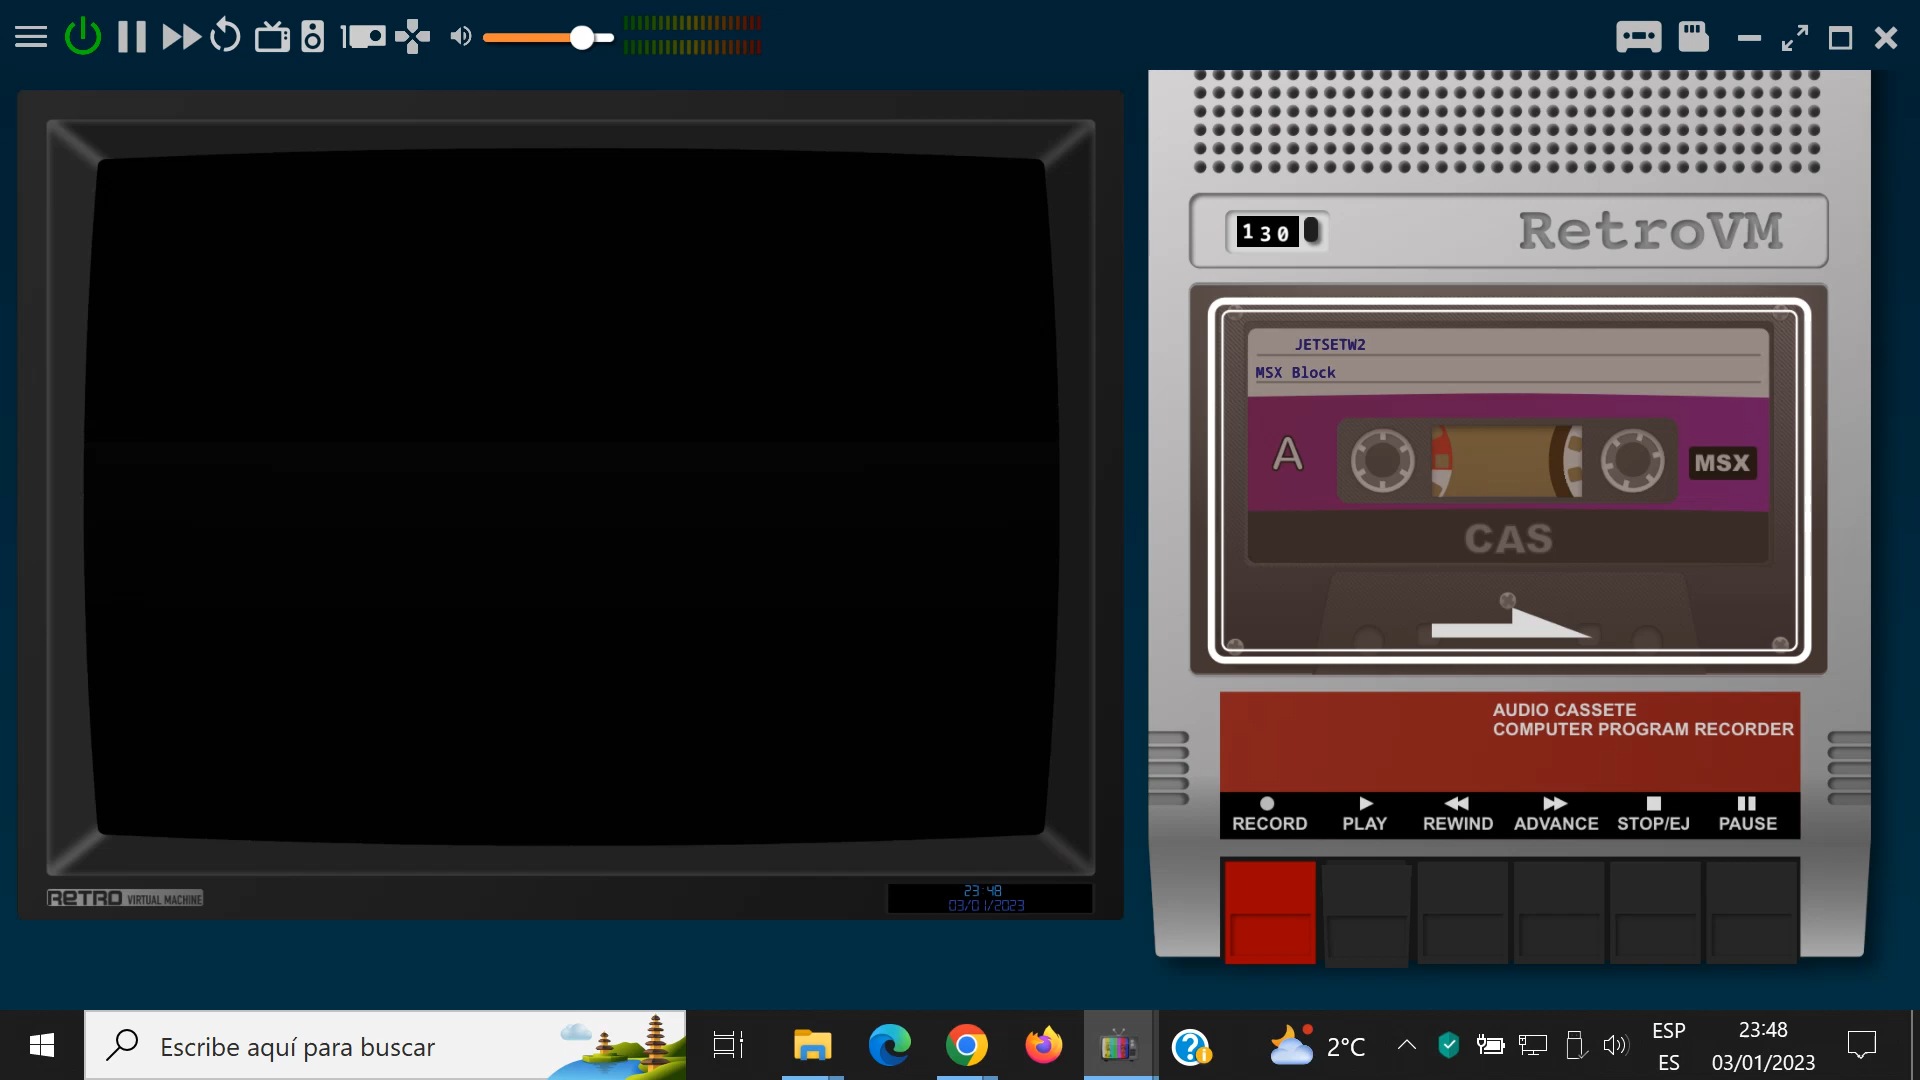 130
RetroVM
JETSETW2
MSX Block
A
MSX
CAS
AUDIO CASSETE
COMPUTER PROGRAM RECORDER
RECORD PLAY REWIND ADVANCE STOP/EJ PAUSE
RETRO VIRTUAL MACHINE
23:48
03/01/2023
Escribe aquí para buscar
2°C
ESP
ES
23:48
03/01/2023